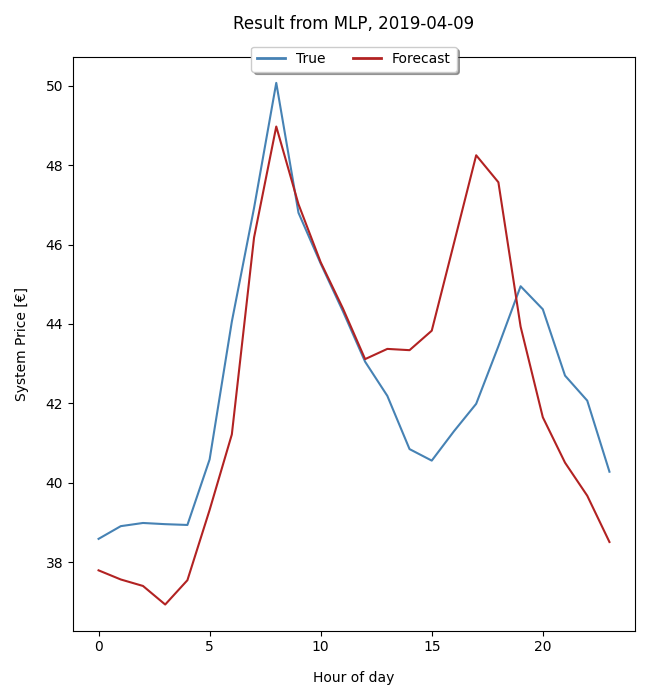 Result from MLP, 2019-04-09
True
Forecast
50
48
46
44
42
40
38
System Price [€]
0
5
10
15
20
Hour of day